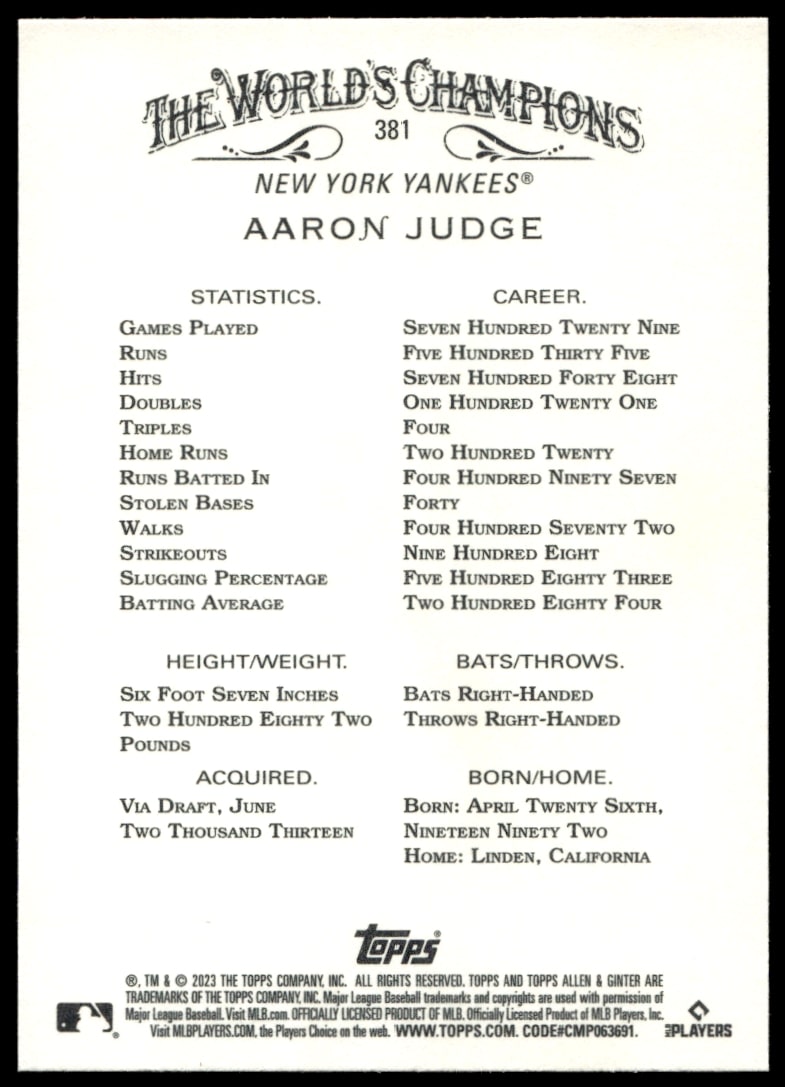 THE WORLD'S CHAMPIONS
381
NEW YORK YANKEES®
AARON JUDGE
STATISTICS.
GAMES PLAYED
RUNS
HITS
DOUBLES
TRIPLES
HOME RUNS
RUNS BATTED IN
STOLEN BASES
WALKS
STRIKEOUTS
SLUGGING PERCENTAGE
BATTING AVERAGE
CAREER.
SEVEN HUNDRED TWENTY NINE
FIVE HUNDRED THIRTY FIVE
SEVEN HUNDRED FORTY EIGHT
ONE HUNDRED TWENTY ONE
FOUR
TWO HUNDRED TWENTY
FOUR HUNDRED NINETY SEVEN
FORTY
FOUR HUNDRED SEVENTY TWO
NINE HUNDRED EIGHT
FIVE HUNDRED EIGHTY THREE
TWO HUNDRED EIGHTY FOUR
HEIGHT/WEIGHT.
SIX FOOT SEVEN INCHES
TWO HUNDRED EIGHTY TWO
POUNDS
BATS/THROWS.
BATS RIGHT-HANDED
THROWS RIGHT-HANDED
ACQUIRED.
VIA DRAFT, JUNE
TWO THOUSAND THIRTEEN
BORN/HOME.
BORN: APRIL TWENTY SIXTH,
NINETEEN NINETY TWO
HOME: LINDEN, CALIFORNIA
TOPPS®
®, TM & © 2023 THE TOPPS COMPANY, INC. ALL RIGHTS RESERVED. TOPPS AND TOPPS ALLEN & GINTER ARE
TRADEMARKS OF THE TOPPS COMPANY, INC. Major League Baseball trademarks and copyrights are used with permission of
Major League Baseball. Visit MLB.com. OFFICIALLY LICENSED PRODUCT OF MLB. Officially Licensed Product of MLB Players, Inc.
Visit MLBPLAYERS.COM, the Players Choice on the web. WWW.TOPPS.COM. CODE#CMP063691.
MLB PLAYERS